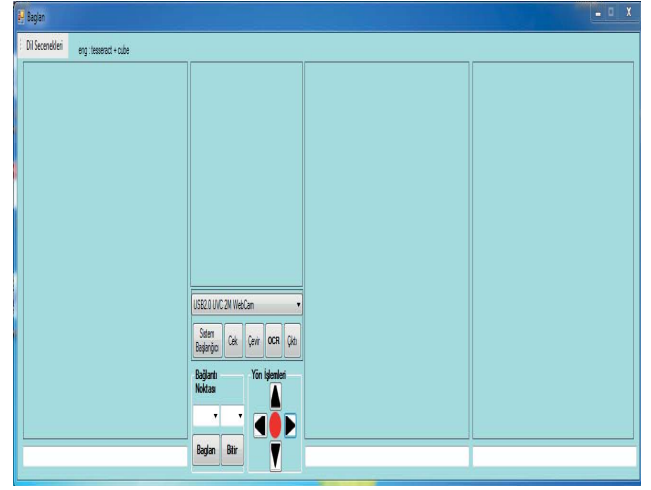 Baglan
Dil Secenekleri
eng : tesseract + cube
USB2.0 UVC 2M WebCam
Sistem
Başlangıcı
Cek
Çevir
OCR
Çıktı
Bağlantı
Noktası
Yön İşlemleri
Baglan
Bitir